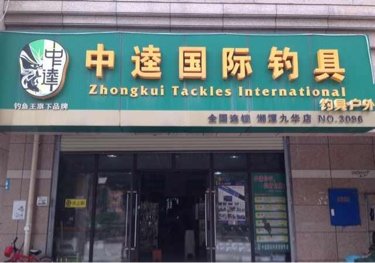 中逵
钓鱼王旗下品牌
中逵国际钓具
Zhongkui Tackles International
钓具户外
全国连锁 湘潭九华店 NO.3096